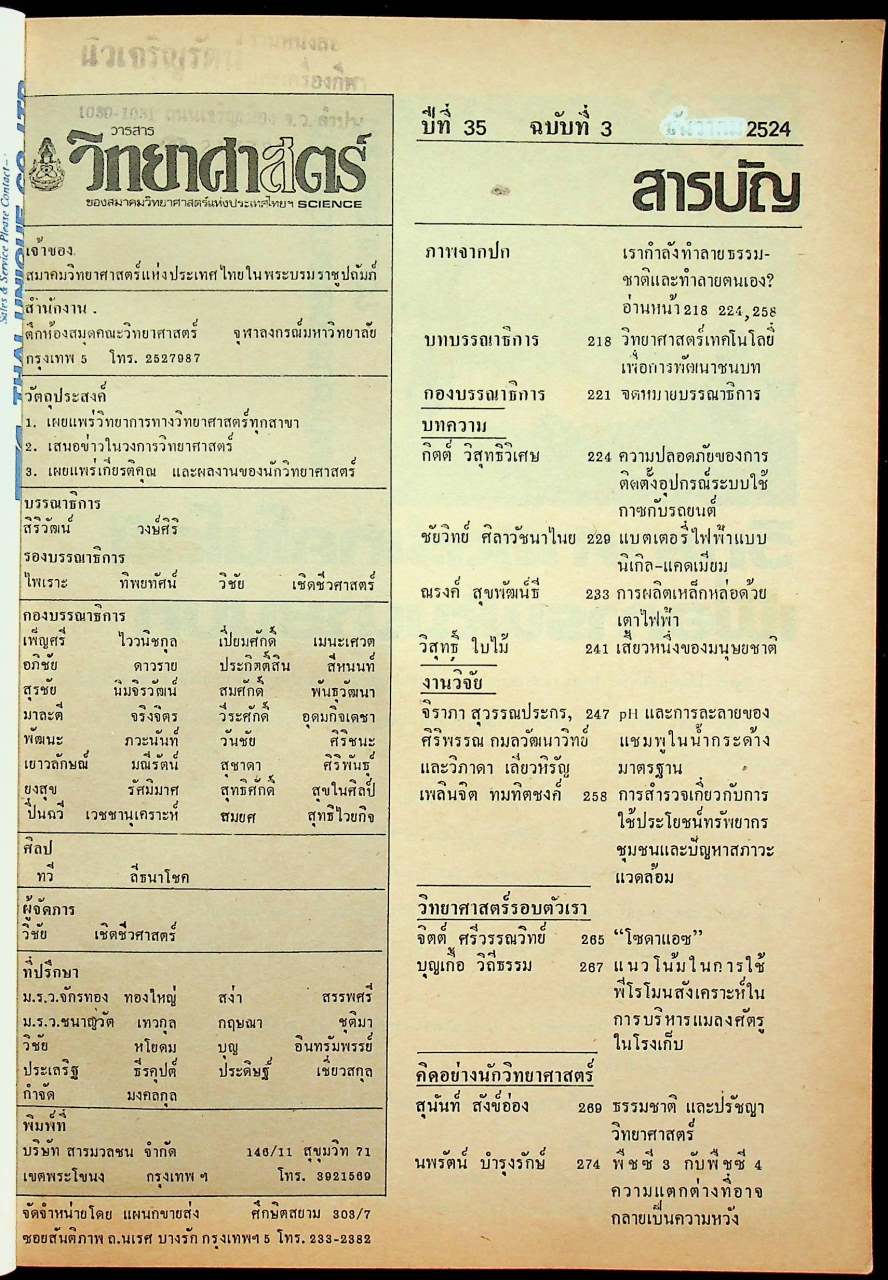 วารสาร
วิทยาศาสตร์
ของสมาคมวิทยาศาสตร์แห่งประเทศไทยฯ SCIENCE
เจ้าของ
สมาคมวิทยาศาสตร์แห่งประเทศไทยในพระบรมราชูปถัมภ์
สำนักงาน .
ตึกห้องสมุดคณะวิทยาศาสตร์ จุฬาลงกรณ์มหาวิทยาลัย
กรุงเทพ 5 โทร. 2527987
วัตถุประสงค์
1. เผยแพร่วิทยาการทางวิทยาศาสตร์ทุกสาขา
2. เสนอข่าวในวงการวิทยาศาสตร์
3. เผยแพร่เกียรติคุณ และผลงานของนักวิทยาศาสตร์
บรรณาธิการ
สิริวัฒน์ วงษ์ศิริ
รองบรรณาธิการ
ไพเราะ ทิพยทัศน์ วิชัย เชิดชีวศาสตร์
กองบรรณาธิการ
เพ็ญศรี ไววนิชกุล เปี่ยมศักดิ์ เมนะเศวต
อภิชัย ดาวราย ประกิตติ์สิน สีหนนท์
สุรชัย นิมจิรวัฒน์ สมศักดิ์ พันธุวัฒนา
มาละตี จริงจิตร วีระศักดิ์ อุดมกิจเดชา
พัฒนะ ภวะนันท์ วันชัย ศิริชนะ
เยาวลักษณ์ มณีรัตน์ สุชาดา ศิริพันธุ์
ยงสุข รัศมิมาศ สุทธิศักดิ์ สุขในศิลป์
ปิ่นฉวี เวชชานุเคราะห์ สมยศ สุทธิไวยกิจ
ศิลป
ทวี ลีธนาโชค
ผู้จัดการ
วิชัย เชิดชีวศาสตร์
ที่ปรึกษา
ม.ร.ว.จักรทอง ทองใหญ่ สง่า สรรพศรี
ม.ร.ว.ชนาญวัต เทวกุล กฤษณา ชุติมา
วิชัย หโยดม บุญ อินทรัมพรรย์
ประเสริฐ ธีรคุปต์ ประดิษฐ์ เชี่ยวสกุล
กำจัด มงคลกุล
พิมพ์ที่
บริษัท สารมวลชน จำกัด 146/11 สุขุมวิท 71
เขตพระโขนง กรุงเทพ ฯ โทร. 3921569
จัดจำหน่ายโดย แผนกขายส่ง ศึกษิตสยาม 303/7
ซอยสันติภาพ ถ.นเรศ บางรัก กรุงเทพฯ 5 โทร. 233-2382
ปีที่ 35 ฉบับที่ 3 ธันวาคม 2524
สารบัญ
ภาพจากปก เรากำลังทำลายธรรม-
ชาติและทำลายตนเอง?
อ่านหน้า 218 224,258
บทบรรณาธิการ 218 วิทยาศาสตร์เทคโนโลยี
เพื่อการพัฒนาชนบท
กองบรรณาธิการ 221 จดหมายบรรณาธิการ
บทความ
กิตติ์ วิสุทธิวิเศษ 224 ความปลอดภัยของการ
ติดตั้งอุปกรณ์ระบบใช้
กาซกับรถยนต์
ชัยวิทย์ ศิลาวัชนาไนย 229 แบตเตอรี่ไฟฟ้าแบบ
นิเกิล-แคดเมียม
ณรงค์ สุขพัฒน์ธี 233 การผลิตเหล็กหล่อด้วย
เตาไฟฟ้า
วิสุทธิ์ ใบไม้ 241 เสี้ยวหนึ่งของมนุษยชาติ
งานวิจัย
จิราภา สุวรรณประกร, 247 pH และการละลายของ
ศิริพรรณ กมลวัฒนาวิทย์ แชมพูในน้ำกระด้าง
และวิภาดา เลียวหิรัญ มาตรฐาน
เพลินจิต ทมทิตชงค์ 258 การสำรวจเกี่ยวกับการ
ใช้ประโยชน์ทรัพยากร
ชุมชนและปัญหาสภาวะ
แวดล้อม
วิทยาศาสตร์รอบตัวเรา
จิตต์ ศรีวรรณวิทย์ 265 “โซดาแอซ”
บุญเกื้อ วิถีธรรม 267 แนวโน้มในการใช้
ฟีโรโมนสังเคราะห์ใน
การบริหารแมลงศัตรู
ในโรงเก็บ
คิดอย่างนักวิทยาศาสตร์
สุนันท์ สังข์อ่อง 269 ธรรมชาติ และปรัชญา
วิทยาศาสตร์
นพรัตน์ บำรุงรักษ์ 274 พืชซี 3 กับพืชซี 4
ความแตกต่างที่อาจ
กลายเป็นความหวัง
Sales & Service Please Contact-
THAI UNIQUE CO. LTD